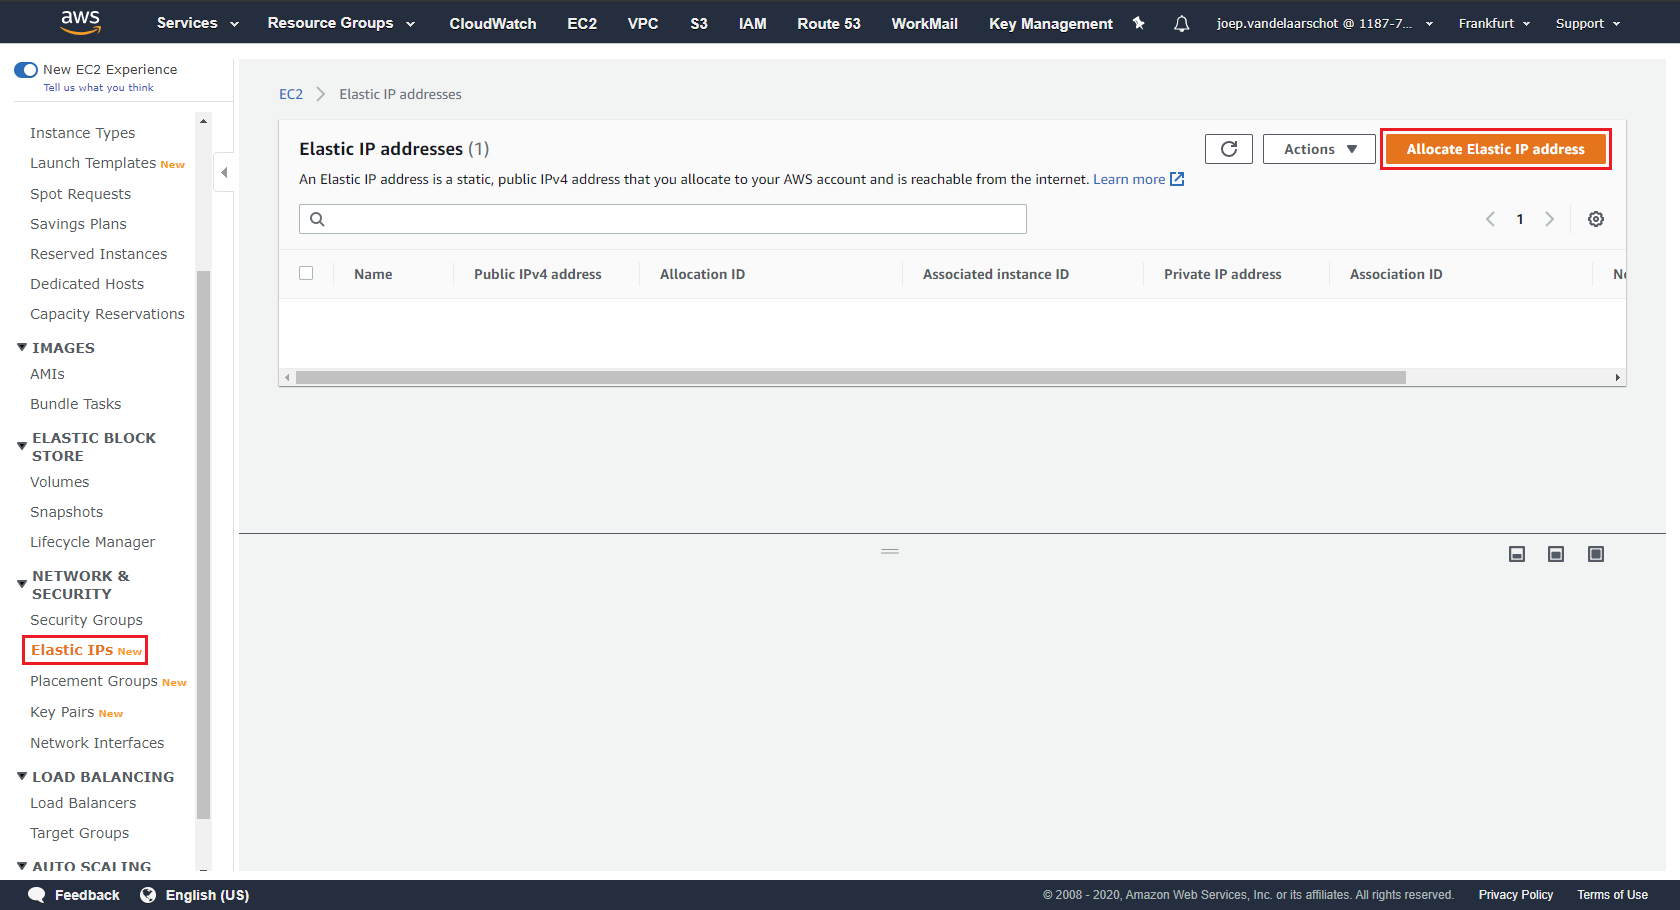 aws
Services
Resource Groups
CloudWatch
EC2
VPC
S3
IAM
Route 53
WorkMail
Key Management
joep.vandelaarschot @ 1187-7...
Frankfurt
Support
New EC2 Experience
Tell us what you think
Instance Types
Launch Templates New
Spot Requests
Savings Plans
Reserved Instances
Dedicated Hosts
Capacity Reservations
IMAGES
AMIs
Bundle Tasks
ELASTIC BLOCK
STORE
Volumes
Snapshots
Lifecycle Manager
NETWORK &
SECURITY
Security Groups
Elastic IPs New
Placement Groups New
Key Pairs New
Network Interfaces
LOAD BALANCING
Load Balancers
Target Groups
AUTO SCALING
EC2
Elastic IP addresses
Elastic IP addresses (1)
Actions
Allocate Elastic IP address
An Elastic IP address is a static, public IPv4 address that you allocate to your AWS account and is reachable from the internet. Learn more
1
Name
Public IPv4 address
Allocation ID
Associated instance ID
Private IP address
Association ID
Feedback
English (US)
© 2008 - 2020, Amazon Web Services, Inc. or its affiliates. All rights reserved.
Privacy Policy
Terms of Use